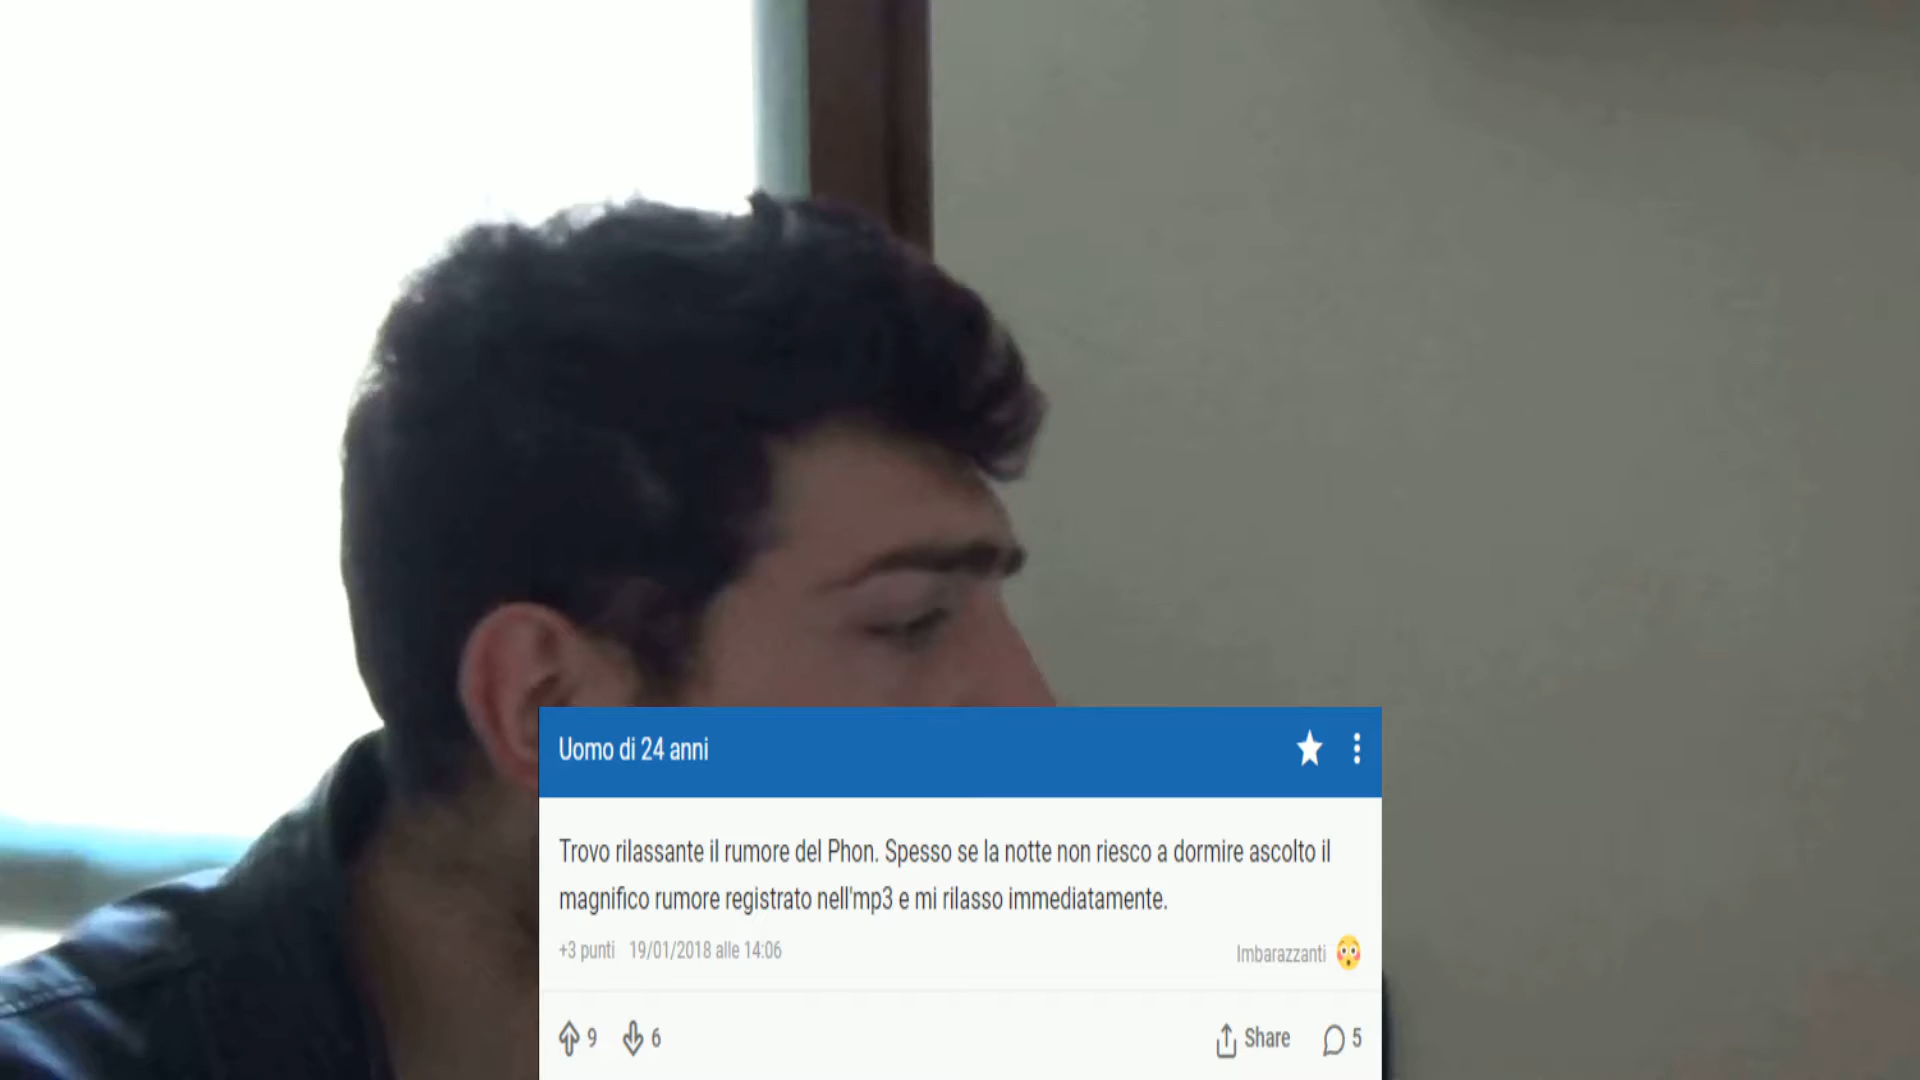 Uomo di 24 anni
Trovo rilassante il rumore del Phon. Spesso se la notte non riesco a dormire ascolto il
magnifico rumore registrato nell'mp3 e mi rilasso immediatamente.
+3 punti 19/01/2018 alle 14:06 Imbarazzanti
9 6 Share 5